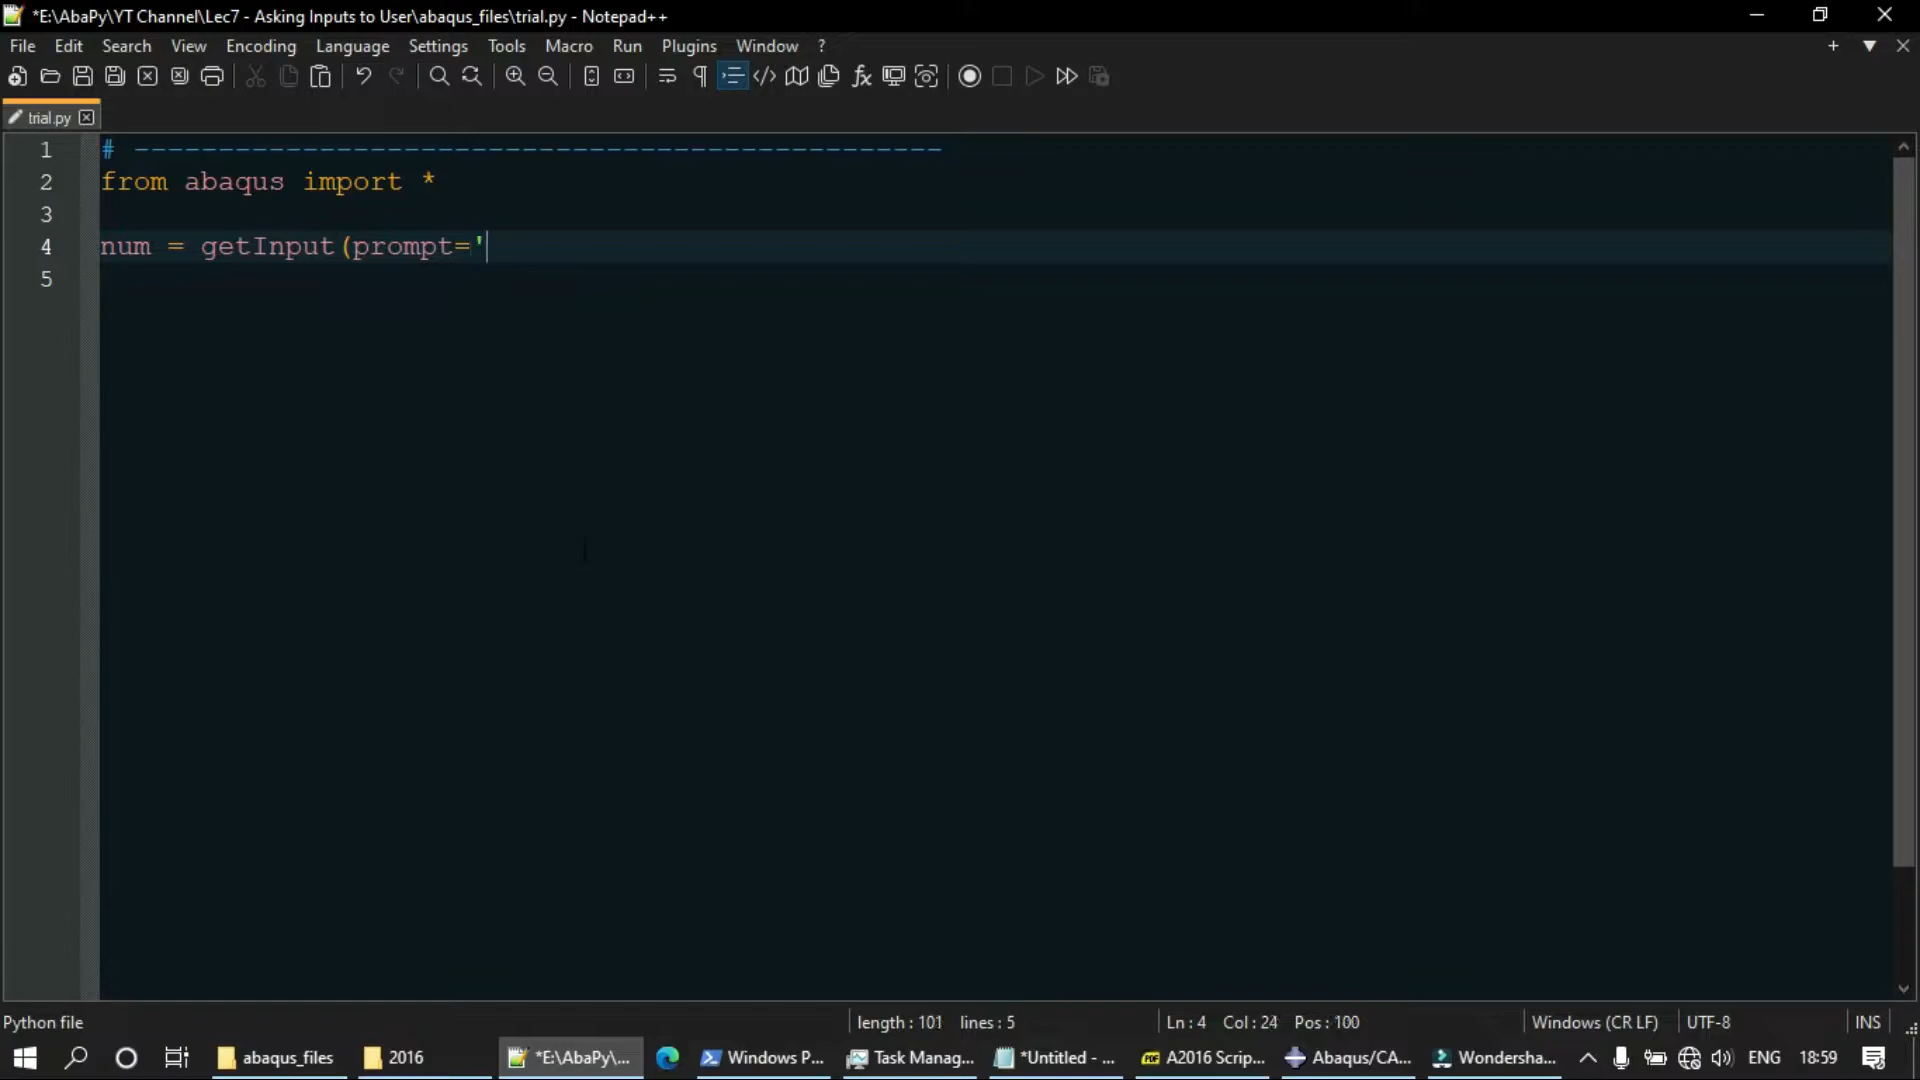 *E:\AbaPy\YT Channel\Lec7 - Asking Inputs to User\abaqus_files\trial.py - Notepad++
File Edit Search View Encoding Language Settings Tools Macro Run Plugins Window ?
trial.py
1 # ------------------------------------------------
2 from abaqus import *
3
4 num = getInput(prompt='
5
Python file length : 101 lines : 5 Ln : 4 Col : 24 Pos : 100 Windows (CR LF) UTF-8 INS
abaqus_files 2016 *E:\AbaPy\... Windows P... Task Manag... *Untitled - ... A2016 Scrip... Abaqus/CA... Wondersha... ENG 18:59